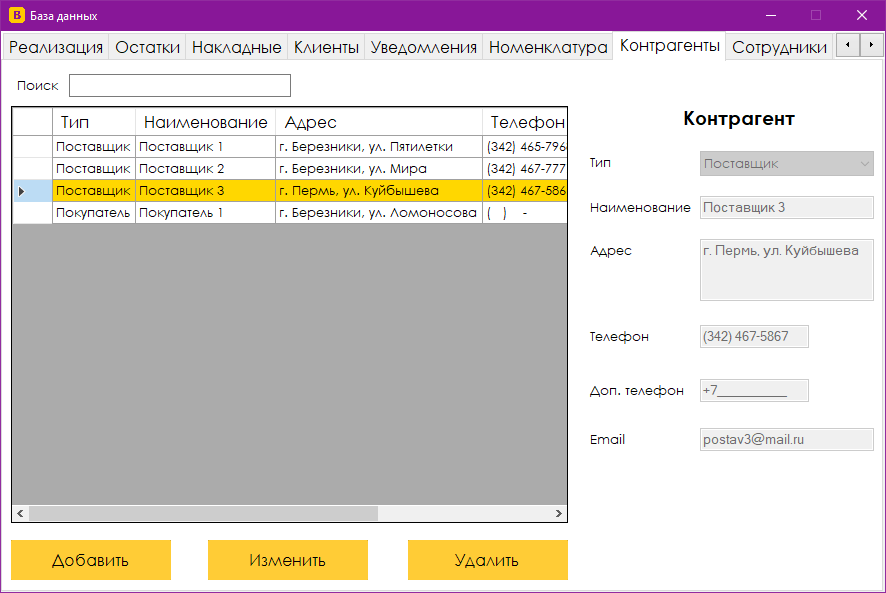 B База данных
Реализация Остатки Накладные Клиенты Уведомления Номенклатура Контрагенты Сотрудники
Поиск
Тип Наименование Адрес Телефон
Поставщик Поставщик 1 г. Березники, ул. Пятилетки (342) 465-796
Поставщик Поставщик 2 г. Березники, ул. Мира (342) 467-777
Поставщик Поставщик 3 г. Пермь, ул. Куйбышева (342) 467-586
Покупатель Покупатель 1 г. Березники, ул. Ломоносова ( ) -
Контрагент
Тип Поставщик
Наименование Поставщик 3
Адрес г. Пермь, ул. Куйбышева
Телефон (342) 467-5867
Доп. телефон +7__________
Email postav3@mail.ru
Добавить Изменить Удалить